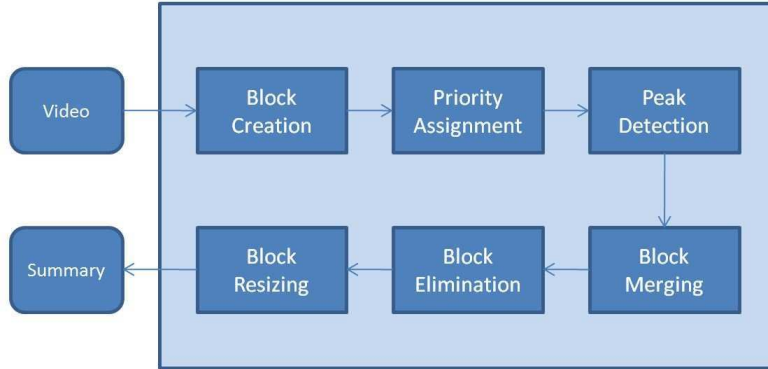 Video
Block
Creation
Priority
Assignment
Peak
Detection
Block
Merging
Block
Elimination
Block
Resizing
Summary